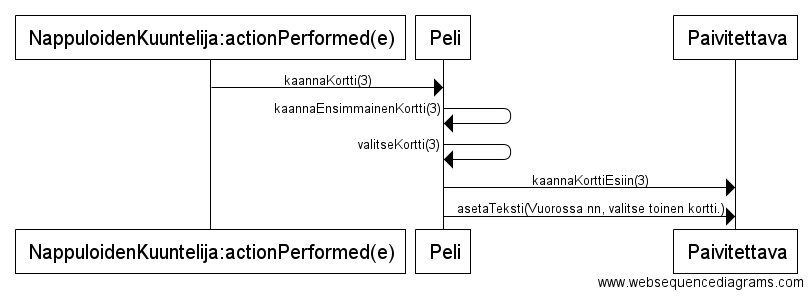 NappuloidenKuuntelija:actionPerformed(e)
Peli
Paivitettava
kaannaKortti(3)
kaannaEnsimmainenKortti(3)
valitseKortti(3)
kaannaKorttiEsiin(3)
asetaTeksti(Vuorossa nn, valitse toinen kortti.)
NappuloidenKuuntelija:actionPerformed(e)
Peli
Paivitettava
www.websequencediagrams.com